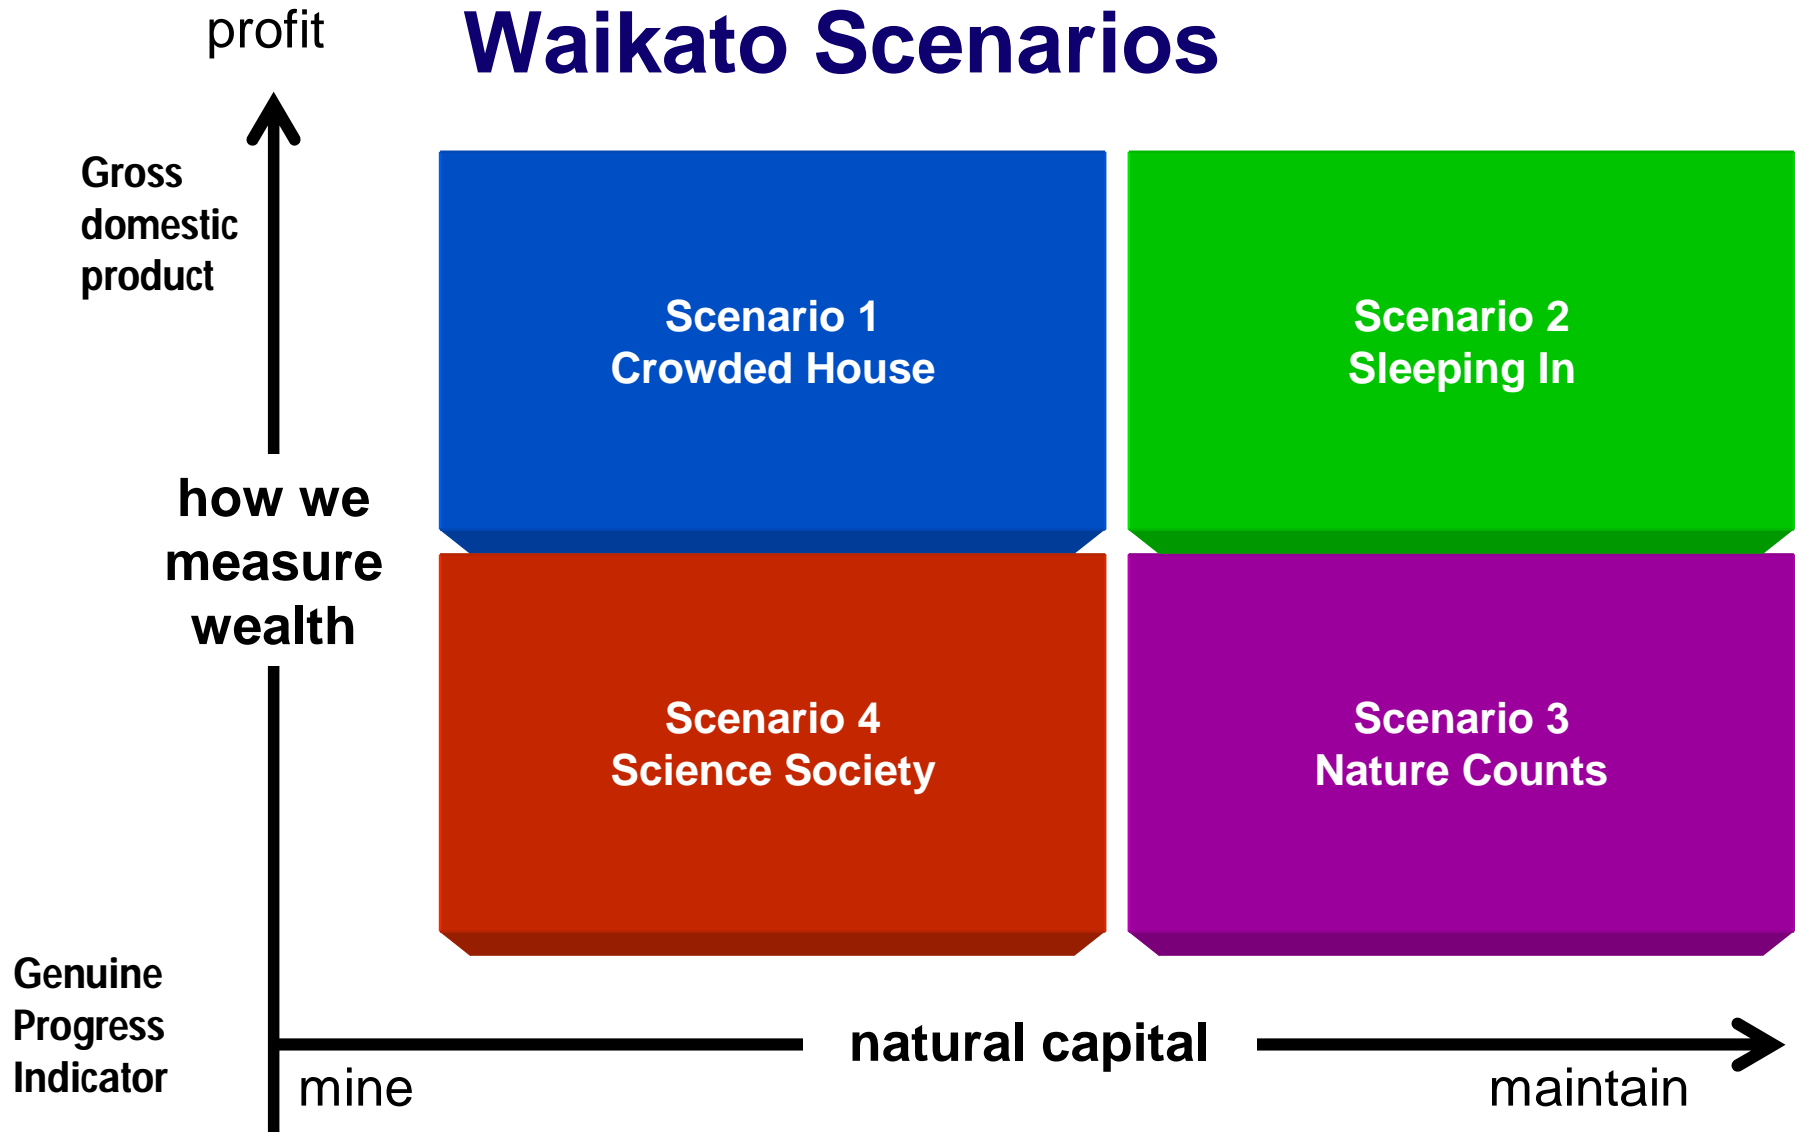 profit
Waikato Scenarios
Gross
domestic
product
Scenario 1
Crowded House
Scenario 2
Sleeping In
how we
measure
wealth
Scenario 4
Science Society
Scenario 3
Nature Counts
Genuine
Progress
Indicator
natural capital
mine
maintain